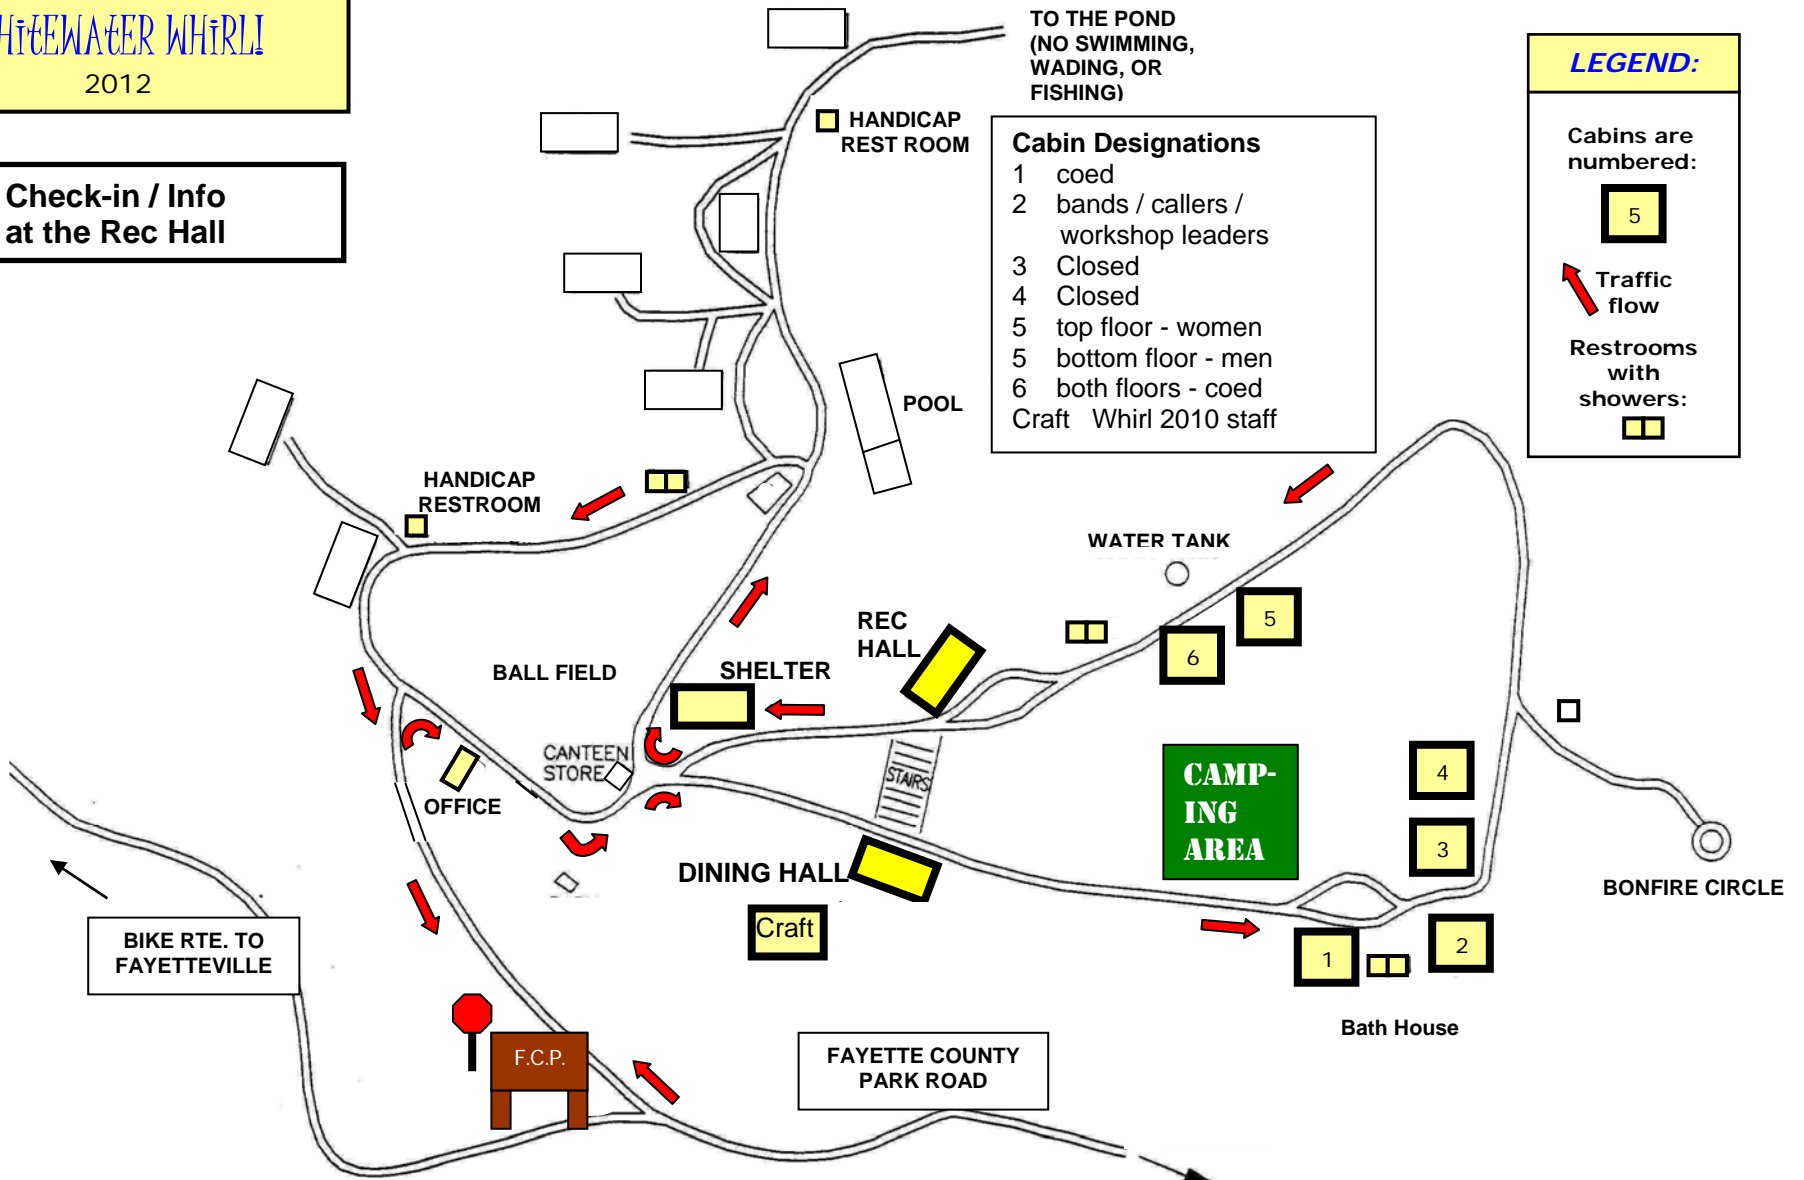 HITEWATER WHIRL!
2012
Check-in / Info
at the Rec Hall
TO THE POND
(NO SWIMMING,
WADING, OR
FISHING)
HANDICAP
REST ROOM
Cabin Designations
1 coed
2 bands / callers /
workshop leaders
3 Closed
4 Closed
5 top floor - women
5 bottom floor - men
6 both floors - coed
Craft Whirl 2010 staff
LEGEND:
Cabins are
numbered:
5
Traffic
flow
Restrooms
with
showers:
POOL
HANDICAP
RESTROOM
WATER TANK
5
6
REC
HALL
SHELTER
BALL FIELD
CANTEEN
STORE
STAIRS
OFFICE
CAMP-
ING
AREA
4
3
DINING HALL
Craft
BONFIRE CIRCLE
1
2
Bath House
BIKE RTE. TO
FAYETTEVILLE
F.C.P.
FAYETTE COUNTY
PARK ROAD